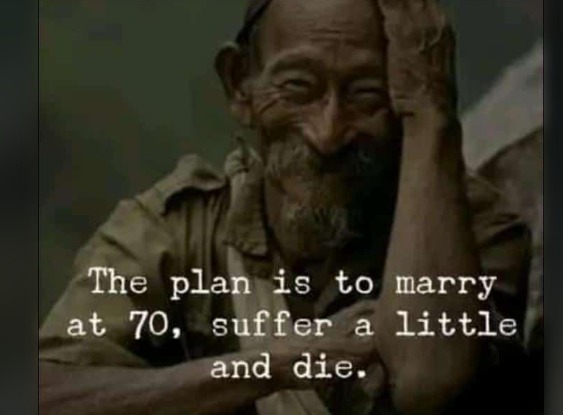 The plan is to marry
at 70, suffer a little
and die.